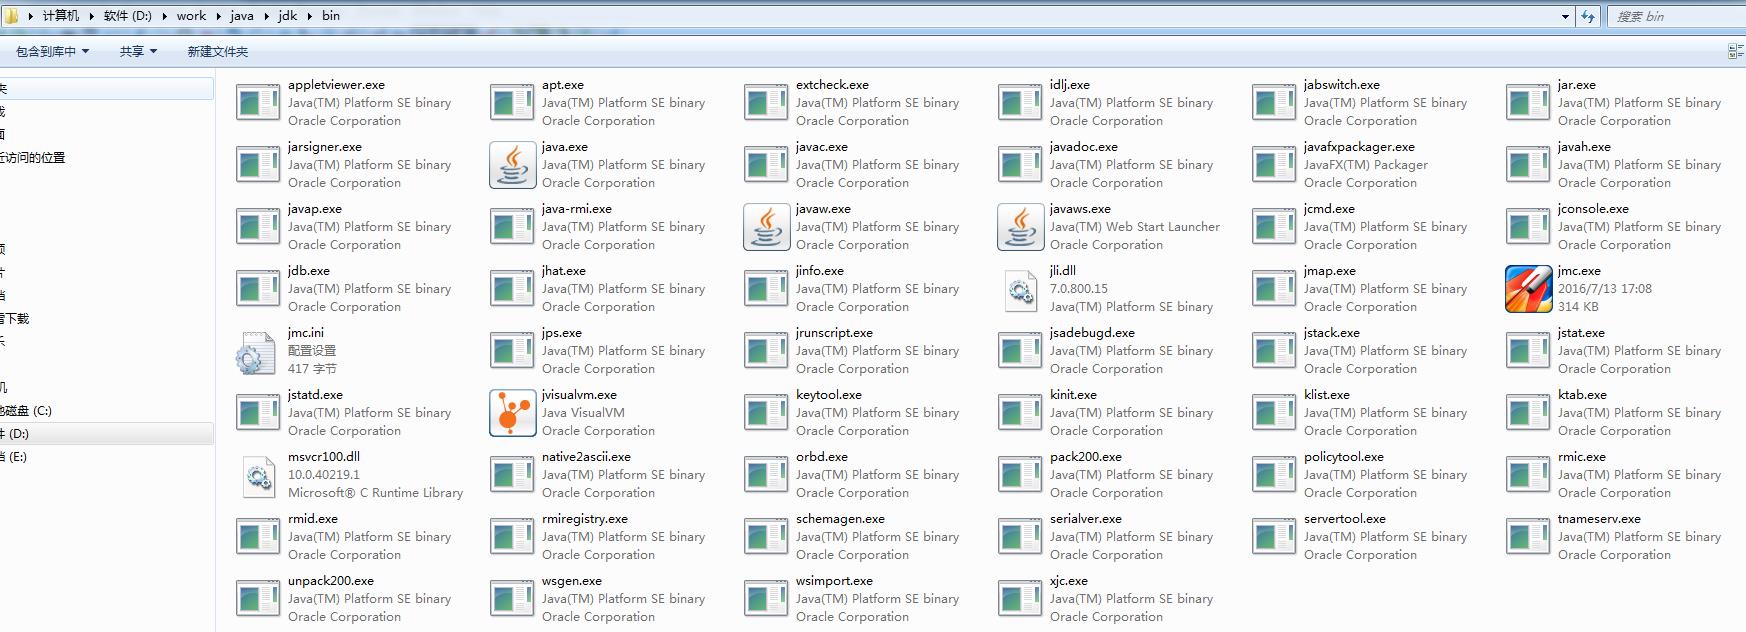 计算机 ▸ 软件 (D:) ▸ work ▸ java ▸ jdk ▸ bin
搜索 bin
包含到库中 共享 新建文件夹
近访问的位置
雷下载
(C:)
(D:)
(E:)
appletviewer.exe
Java(TM) Platform SE binary
Oracle Corporation
apt.exe
Java(TM) Platform SE binary
Oracle Corporation
extcheck.exe
Java(TM) Platform SE binary
Oracle Corporation
idlj.exe
Java(TM) Platform SE binary
Oracle Corporation
jabswitch.exe
Java(TM) Platform SE binary
Oracle Corporation
jar.exe
Java(TM) Platform SE binary
Oracle Corporation
jarsigner.exe
Java(TM) Platform SE binary
Oracle Corporation
java.exe
Java(TM) Platform SE binary
Oracle Corporation
javac.exe
Java(TM) Platform SE binary
Oracle Corporation
javadoc.exe
Java(TM) Platform SE binary
Oracle Corporation
javafxpackager.exe
JavaFX(TM) Packager
Oracle Corporation
javah.exe
Java(TM) Platform SE binary
Oracle Corporation
javap.exe
Java(TM) Platform SE binary
Oracle Corporation
java-rmi.exe
Java(TM) Platform SE binary
Oracle Corporation
javaw.exe
Java(TM) Platform SE binary
Oracle Corporation
javaws.exe
Java(TM) Web Start Launcher
Oracle Corporation
jcmd.exe
Java(TM) Platform SE binary
Oracle Corporation
jconsole.exe
Java(TM) Platform SE binary
Oracle Corporation
jdb.exe
Java(TM) Platform SE binary
Oracle Corporation
jhat.exe
Java(TM) Platform SE binary
Oracle Corporation
jinfo.exe
Java(TM) Platform SE binary
Oracle Corporation
jli.dll
7.0.800.15
Java(TM) Platform SE binary
jmap.exe
Java(TM) Platform SE binary
Oracle Corporation
jmc.exe
2016/7/13 17:08
314 KB
jmc.ini
配置设置
417 字节
jps.exe
Java(TM) Platform SE binary
Oracle Corporation
jrunscript.exe
Java(TM) Platform SE binary
Oracle Corporation
jsadebugd.exe
Java(TM) Platform SE binary
Oracle Corporation
jstack.exe
Java(TM) Platform SE binary
Oracle Corporation
jstat.exe
Java(TM) Platform SE binary
Oracle Corporation
jstatd.exe
Java(TM) Platform SE binary
Oracle Corporation
jvisualvm.exe
Java VisualVM
Oracle Corporation
keytool.exe
Java(TM) Platform SE binary
Oracle Corporation
kinit.exe
Java(TM) Platform SE binary
Oracle Corporation
klist.exe
Java(TM) Platform SE binary
Oracle Corporation
ktab.exe
Java(TM) Platform SE binary
Oracle Corporation
msvcr100.dll
10.0.40219.1
Microsoft® C Runtime Library
native2ascii.exe
Java(TM) Platform SE binary
Oracle Corporation
orbd.exe
Java(TM) Platform SE binary
Oracle Corporation
pack200.exe
Java(TM) Platform SE binary
Oracle Corporation
policytool.exe
Java(TM) Platform SE binary
Oracle Corporation
rmic.exe
Java(TM) Platform SE binary
Oracle Corporation
rmid.exe
Java(TM) Platform SE binary
Oracle Corporation
rmiregistry.exe
Java(TM) Platform SE binary
Oracle Corporation
schemagen.exe
Java(TM) Platform SE binary
Oracle Corporation
serialver.exe
Java(TM) Platform SE binary
Oracle Corporation
servertool.exe
Java(TM) Platform SE binary
Oracle Corporation
tnameserv.exe
Java(TM) Platform SE binary
Oracle Corporation
unpack200.exe
Java(TM) Platform SE binary
Oracle Corporation
wsgen.exe
Java(TM) Platform SE binary
Oracle Corporation
wsimport.exe
Java(TM) Platform SE binary
Oracle Corporation
xjc.exe
Java(TM) Platform SE binary
Oracle Corporation